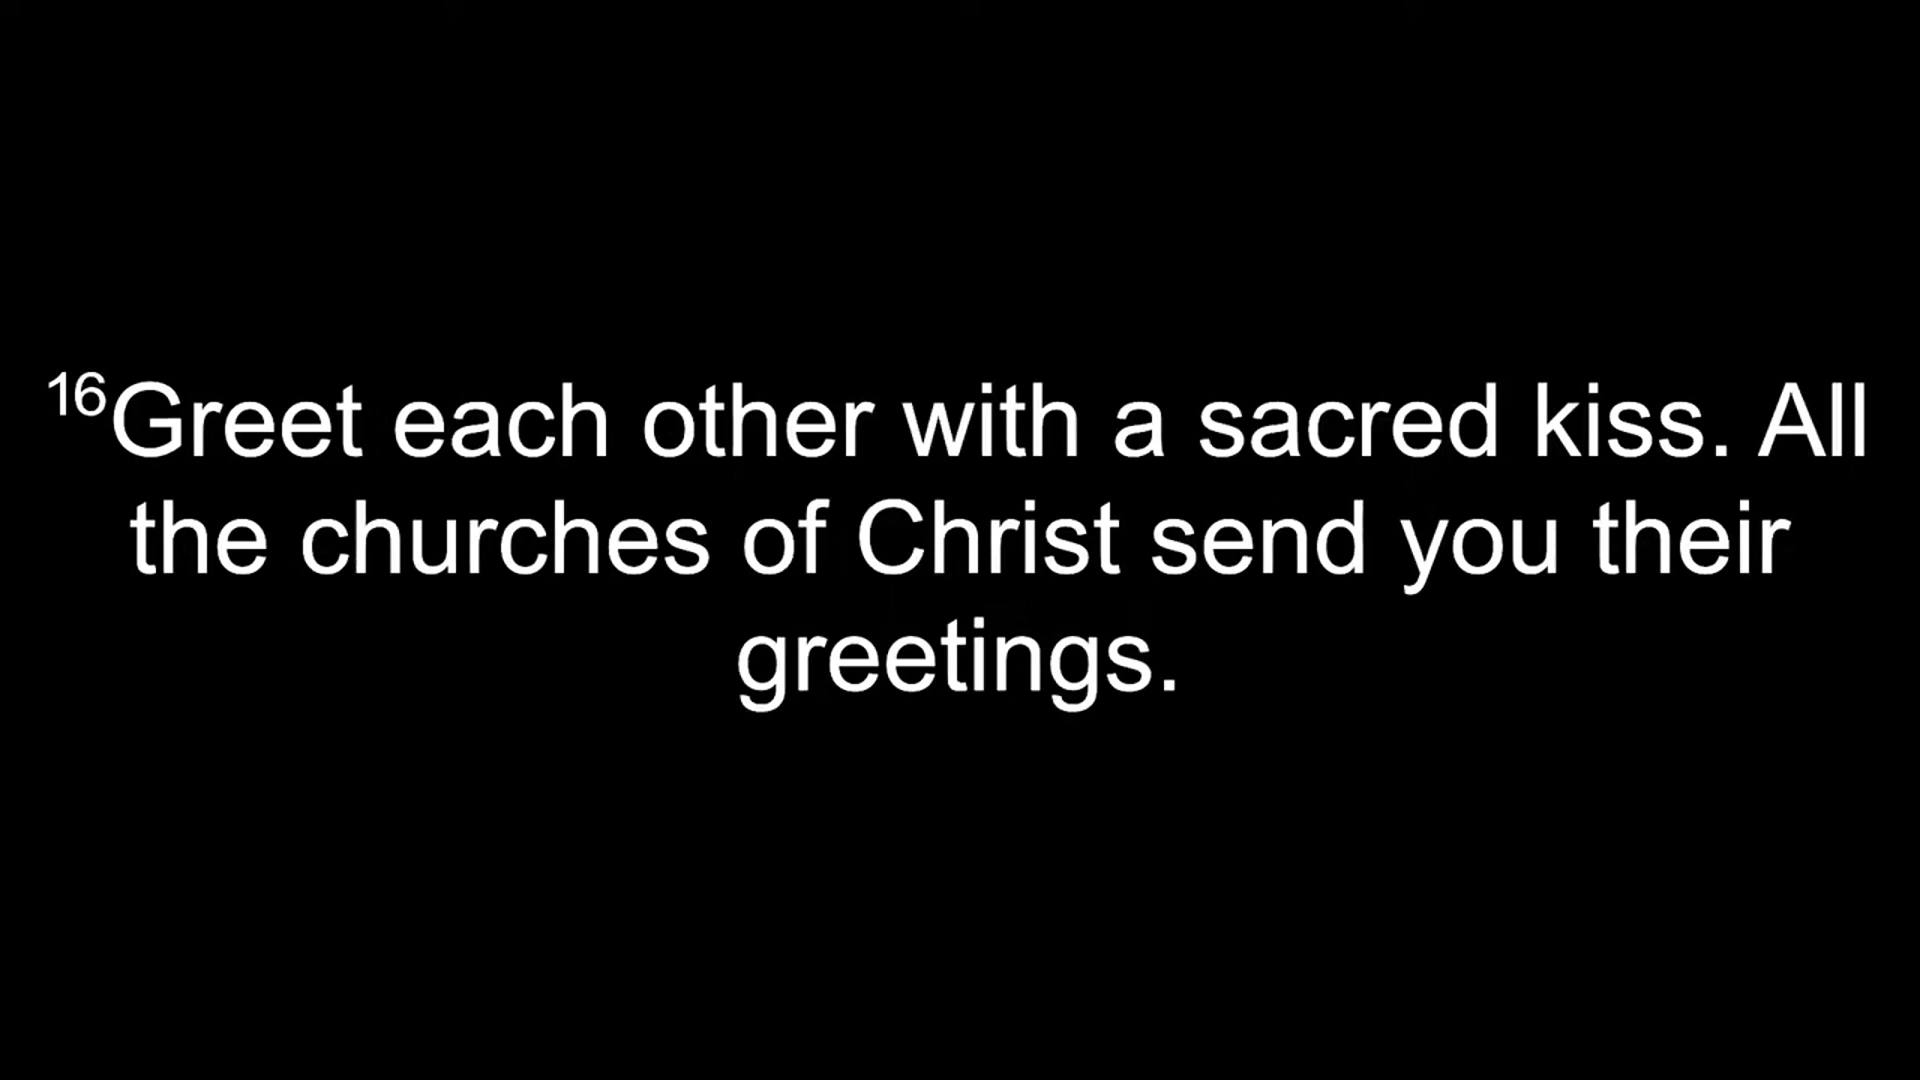 16Greet each other with a sacred kiss. All
the churches of Christ send you their
greetings.